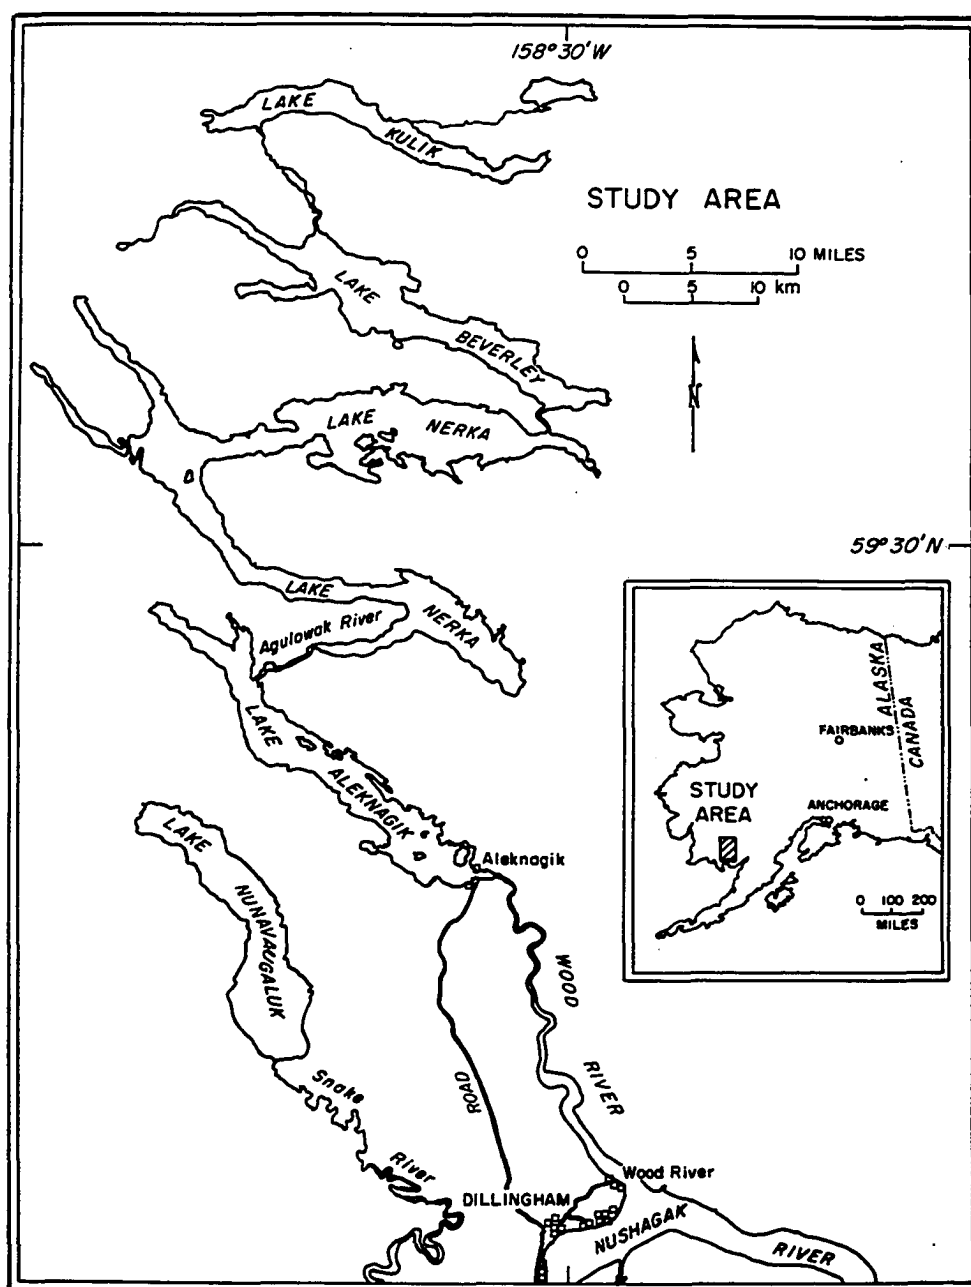 158°30'W
LAKE
KULIK
STUDY AREA
0 5 10 MILES
0 5 10 km
N
LAKE
BEVERLEY
LAKE NERKA
59°30'N
LAKE
NERKA
Agulowak River
LAKE
ALEKNAGIK
Aleknagik
LAKE
NUNAVAUGALUK
WOOD
RIVER
ROAD
Snake
River
DILLINGHAM
Wood River
NUSHAGAK
RIVER
ALASKA
CANADA
FAIRBANKS
STUDY
AREA
ANCHORAGE
0 100 200
MILES